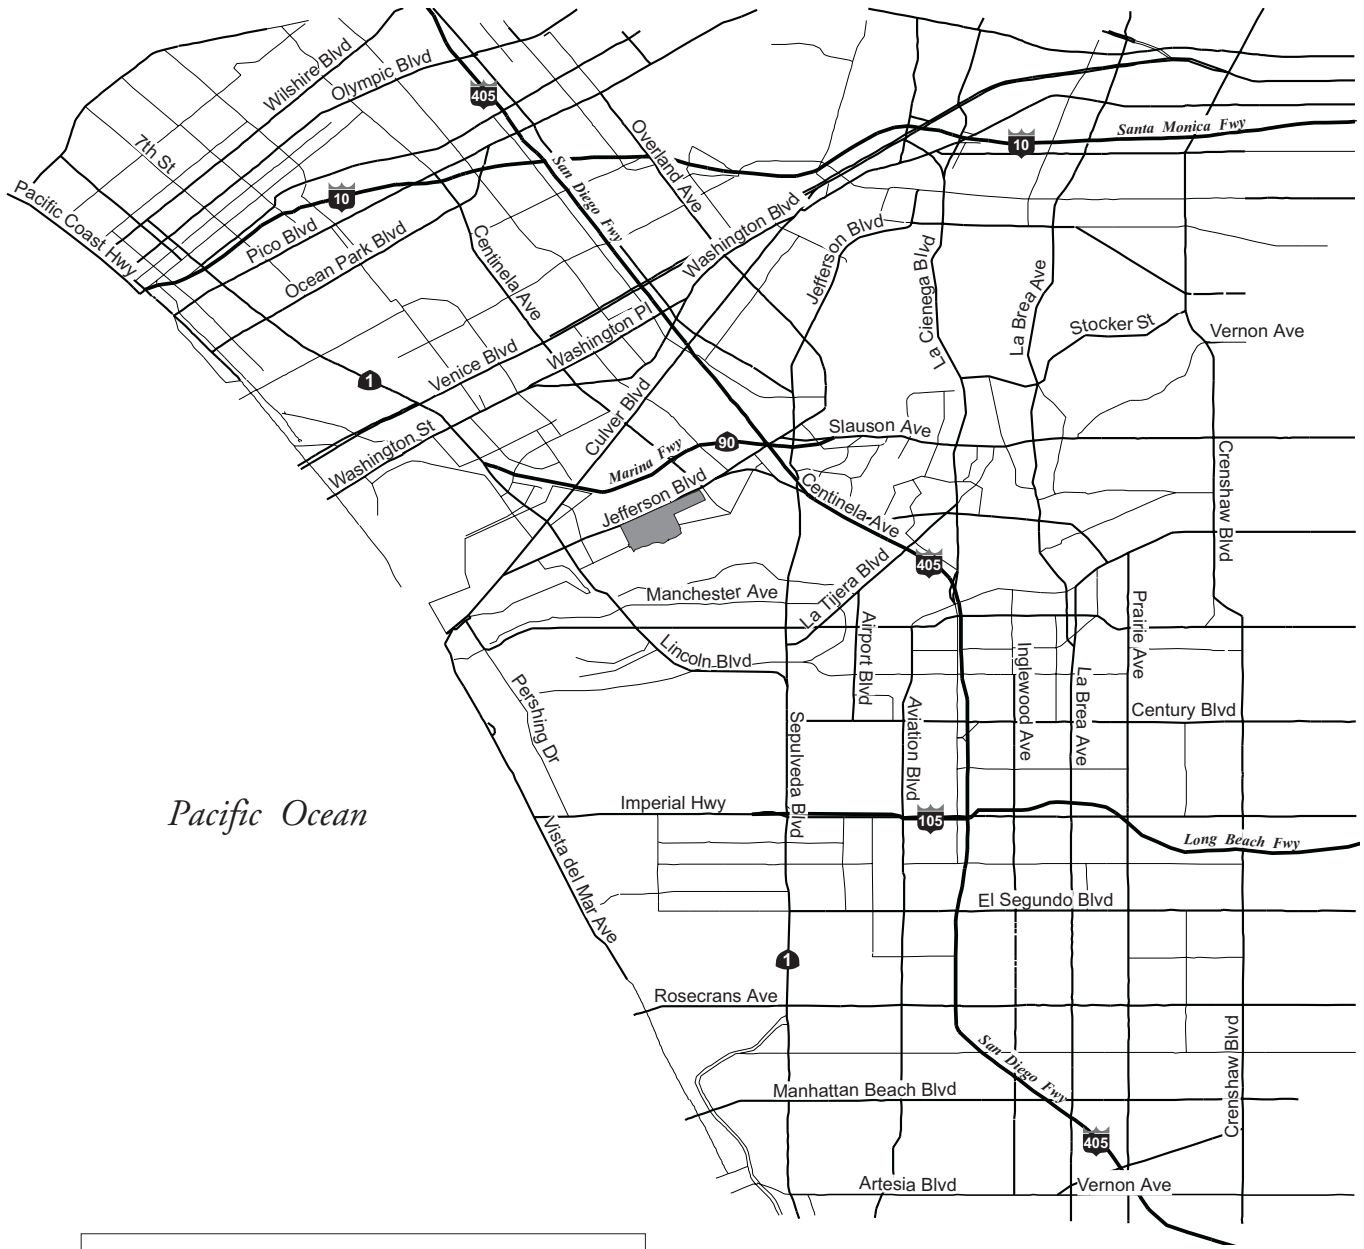 Wilshire Blvd
Olympic Blvd
405
7th St
Overland Ave
Santa Monica Fwy
10
San Diego Fwy
10
Pacific Coast Hwy
Pico Blvd
Ocean Park Blvd
Centinela Ave
Washington Blvd
Jefferson Blvd
La Cienega Blvd
La Brea Ave
Stocker St
Vernon Ave
Washington Pl
Venice Blvd
1
Culver Blvd
Washington St
Slauson Ave
90
Marina Fwy
Crenshaw Blvd
Jefferson Blvd
Centinela Ave
405
La Tijera Blvd
Manchester Ave
Prairie Ave
Airport Blvd
Lincoln Blvd
Inglewood Ave
La Brea Ave
Pershing Dr
Aviation Blvd
Century Blvd
Sepulveda Blvd
Imperial Hwy
105
Pacific Ocean
Long Beach Fwy
Vista del Mar Ave
El Segundo Blvd
1
Rosecrans Ave
San Diego Fwy
Crenshaw Blvd
Manhattan Beach Blvd
405
Artesia Blvd
Vernon Ave